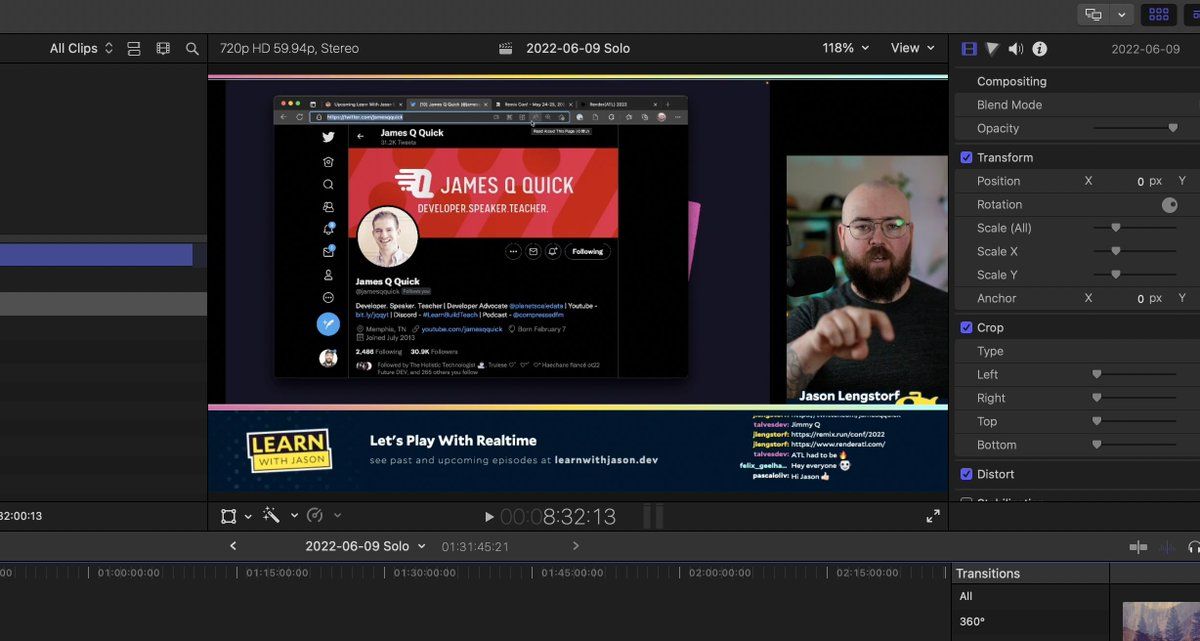 All Clips
720p HD 59.94p, Stereo
2022-06-09 Solo
118%
View
2022-06-09
Upcoming Learn With Jason
(10) James Q Quick (@james
Remix Conf - May 24-25, 20
Render(ATL) 2022
https://twitter.com/jamesqquick
Read Aloud This Page
James Q Quick
31.2K Tweets
JAMES Q QUICK
DEVELOPER.SPEAKER.TEACHER.
Following
James Q Quick
@jamesqquick Follows you
Developer. Speaker. Teacher | Developer Advocate @planetscaledata | Youtube -
bit.ly/jqqyt | Discord - #LearnBuildTeach | Podcast - @compressedfm
Memphis, TN youtube.com/jamesqquick Born February 7
Joined July 2013
2,486 Following 30.9K Followers
Followed by The Holistic Technologist
Future DEV, and 265 others you follow
Jason Lengstorf
LEARN
WITH JASON
Let's Play With Realtime
see past and upcoming episodes at learnwithjason.dev
jlengstorf: https://twitter.com/jamesqquick
talvesdev: Jimmy Q
jlengstorf: https://remix.run/conf/2022
jlengstorf: https://www.renderatl.com/
talvesdev: ATL had to be 🔥
felix_geelha... Hey everyone
pascaloliv: Hi Jason 👍🏻
Compositing
Blend Mode
Opacity
Transform
Position X 0 px Y
Rotation
Scale (All)
Scale X
Scale Y
Anchor X 0 px Y
Crop
Type
Left
Right
Top
Bottom
Distort
Stabilization
32:00:13
00:08:32:13
2022-06-09 Solo
01:31:45:21
00
01:00:00:00
01:15:00:00
01:30:00:00
01:45:00:00
02:00:00:00
02:15:00:00
Transitions
All
360°